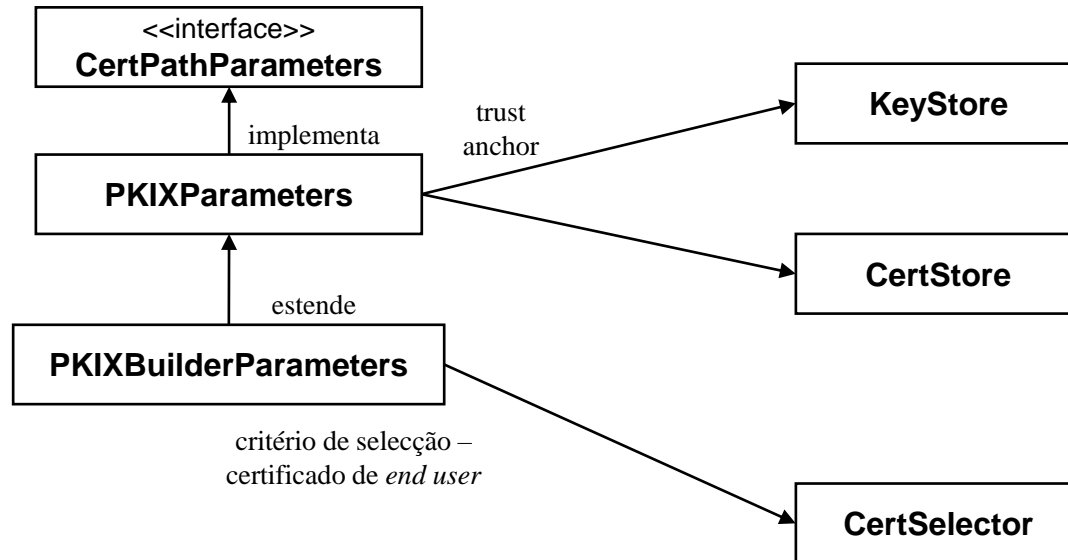 <<interface>>
CertPathParameters
implementa
trust
anchor
KeyStore
PKIXParameters
CertStore
estende
PKIXBuilderParameters
critério de selecção –
certificado de end user
CertSelector